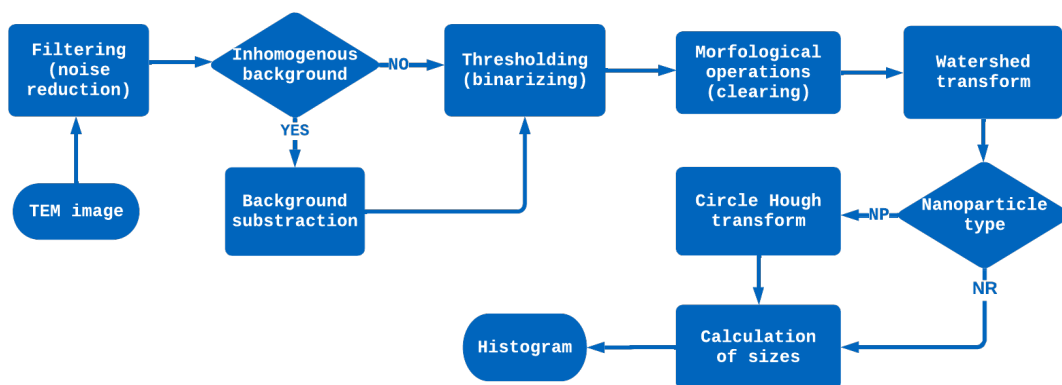 Filtering
(noise
reduction)
Inhomogenous
background
NO
Thresholding
(binarizing)
Morfological
operations
(clearing)
Watershed
transform
YES
TEM image
Background
substraction
Circle Hough
transform
NP
Nanoparticle
type
NR
Histogram
Calculation
of sizes